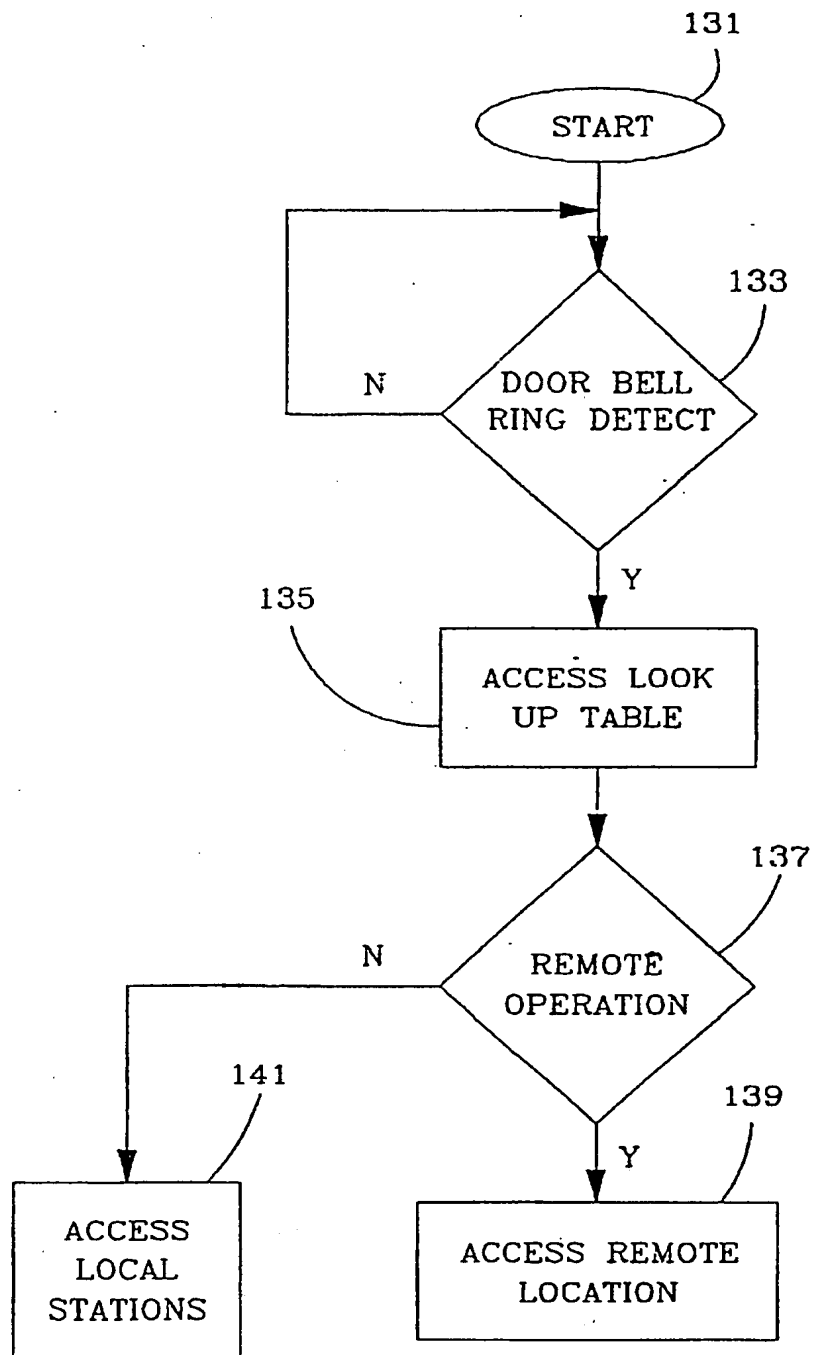 131
START
133
N
DOOR BELL
RING DETECT
Y
135
ACCESS LOOK
UP TABLE
137
N
REMOTE
OPERATION
141
139
Y
ACCESS
LOCAL
STATIONS
ACCESS REMOTE
LOCATION